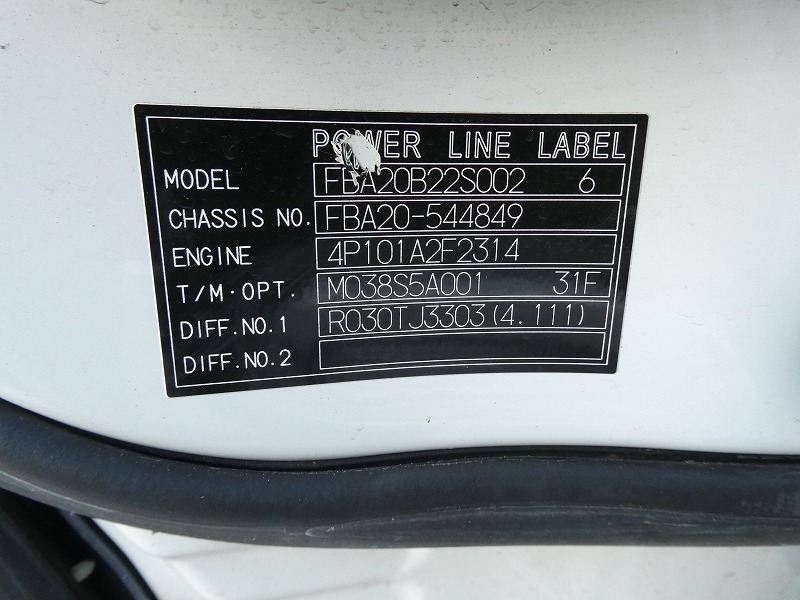 POWER LINE LABEL
MODEL FBA20B22S002 6
CHASSIS NO. FBA20-544849
ENGINE 4P101A2F2314
T/M·OPT. M038S5A001 31F
DIFF.NO.1 R030TJ3303(4.111)
DIFF.NO.2